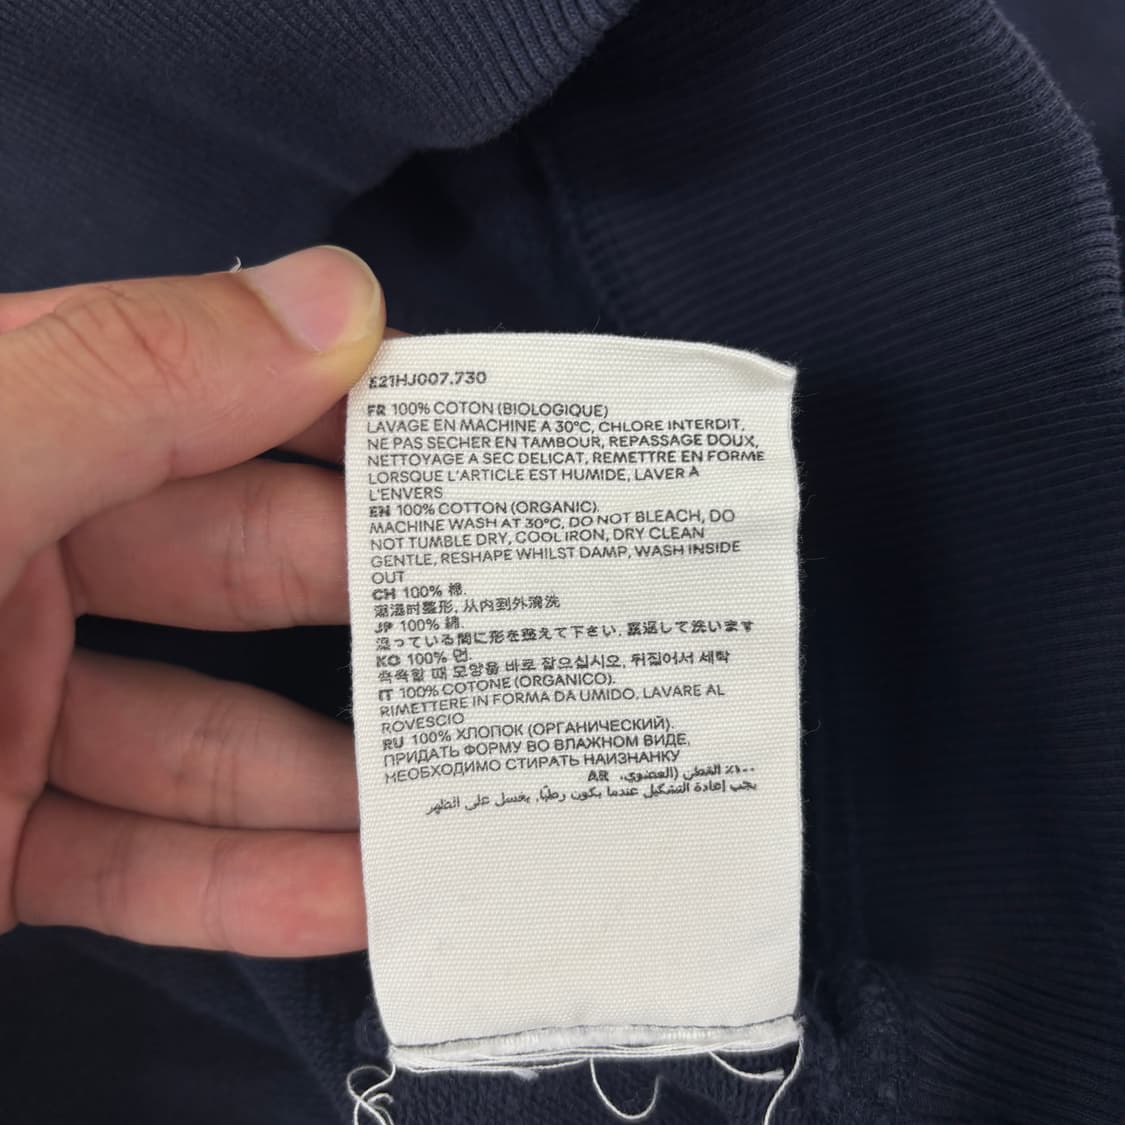 E21HJ007.730
FR 100% COTON (BIOLOGIQUE)
LAVAGE EN MACHINE A 30°C, CHLORE INTERDIT,
NE PAS SECHER EN TAMBOUR, REPASSAGE DOUX,
NETTOYAGE A SEC DELICAT, REMETTRE EN FORME
LORSQUE L'ARTICLE EST HUMIDE, LAVER À
L'ENVERS
EN 100% COTTON (ORGANIC).
MACHINE WASH AT 30°C, DO NOT BLEACH, DO
NOT TUMBLE DRY, COOL IRON, DRY CLEAN
GENTLE, RESHAPE WHILST DAMP, WASH INSIDE
OUT
CH 100% 棉.
潮湿时整形, 从内到外清洗
JP 100% 綿.
湿っている間に形を整えて下さい. 裏返して洗います
KO 100% 면.
축축할 때 모양을 바로 잡으십시오, 뒤집어서 세탁
IT 100% COTONE (ORGANICO).
RIMETTERE IN FORMA DA UMIDO, LAVARE AL
ROVESCIO
RU 100% ХЛОПОК (ОРГАНИЧЕСКИЙ).
ПРИДАТЬ ФОРМУ ВО ВЛАЖНОМ ВИДЕ,
НЕОБХОДИМО СТИРАТЬ НАИЗНАНКУ
١٠٠٪ القطن (العضوي). AR
يجب إعادة التشكيل عندما يكون رطبًا, يغسل على الظهر